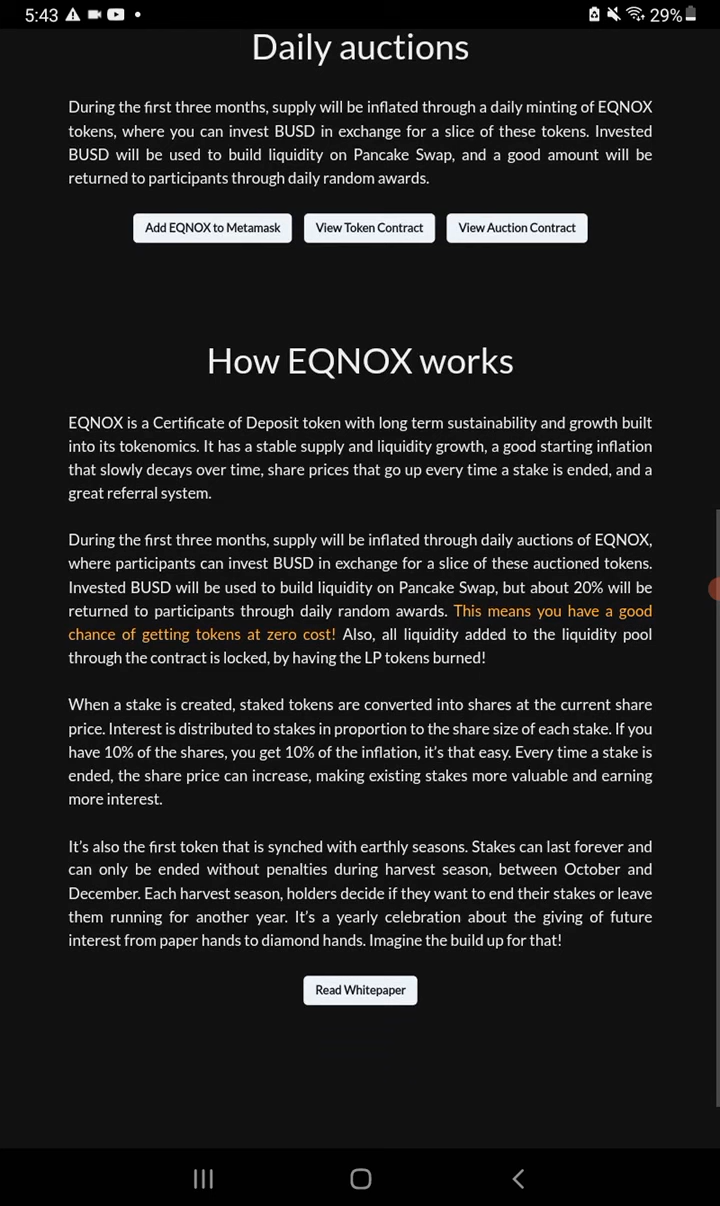 5:43
29%
Daily auctions
During the first three months, supply will be inflated through a daily minting of EQNOX
tokens, where you can invest BUSD in exchange for a slice of these tokens. Invested
BUSD will be used to build liquidity on Pancake Swap, and a good amount will be
returned to participants through daily random awards.
Add EQNOX to Metamask View Token Contract View Auction Contract
How EQNOX works
EQNOX is a Certificate of Deposit token with long term sustainability and growth built
into its tokenomics. It has a stable supply and liquidity growth, a good starting inflation
that slowly decays over time, share prices that go up every time a stake is ended, and a
great referral system.
During the first three months, supply will be inflated through daily auctions of EQNOX,
where participants can invest BUSD in exchange for a slice of these auctioned tokens.
Invested BUSD will be used to build liquidity on Pancake Swap, but about 20% will be
returned to participants through daily random awards. This means you have a good
chance of getting tokens at zero cost! Also, all liquidity added to the liquidity pool
through the contract is locked, by having the LP tokens burned!
When a stake is created, staked tokens are converted into shares at the current share
price. Interest is distributed to stakes in proportion to the share size of each stake. If you
have 10% of the shares, you get 10% of the inflation, it's that easy. Every time a stake is
ended, the share price can increase, making existing stakes more valuable and earning
more interest.
It's also the first token that is synched with earthly seasons. Stakes can last forever and
can only be ended without penalties during harvest season, between October and
December. Each harvest season, holders decide if they want to end their stakes or leave
them running for another year. It's a yearly celebration about the giving of future
interest from paper hands to diamond hands. Imagine the build up for that!
Read Whitepaper